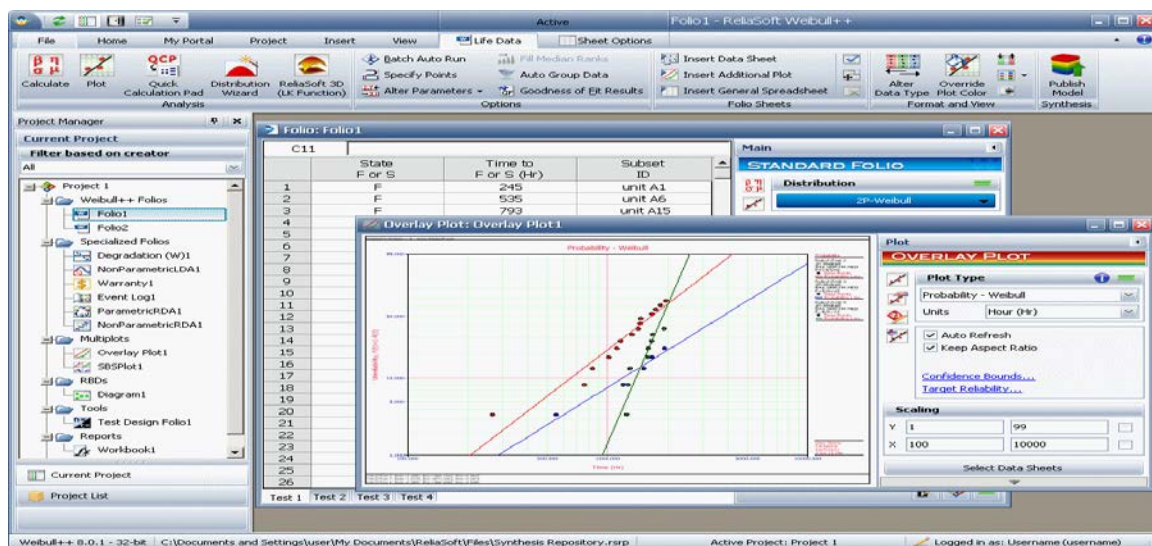 Active
Folio1 - ReliaSoft Weibull++
File Home My Portal Project Insert View Life Data Sheet Options
Calculate Plot Quick Calculation Pad Distribution Wizard ReliaSoft 3D (LK Function)
Batch Auto Run Fill Median Ranks
Specify Points Auto Group Data
Alter Parameters Goodness of Fit Results
Insert Data Sheet
Insert Additional Plot
Insert General Spreadsheet
Alter Data Type Override Plot Color
Publish Model
Analysis Options Folio Sheets Format and View Synthesis
Project Manager
Current Project
Filter based on creator
All
Project 1
Weibull++ Folios
Folio1
Folio2
Specialized Folios
Degradation (W)1
NonParametricLDA1
Warranty1
Event Log1
ParametricRDA1
NonParametricRDA1
Multiplots
Overlay Plot1
SBSPlot1
RBDs
Diagram1
Tools
Test Design Folio1
Reports
Workbook1
Current Project
Project List
Folio: Folio1
C11
State F or S Time to F or S (Hr) Subset ID
1 F 245 unit A1
2 F 535 unit A6
3 F 793 unit A15
4
5
6
7
8
9
10
11
12
13
14
15
16
17
18
19
20
21
22
23
24
25
26
Test 1 Test 2 Test 3 Test 4
Main
STANDARD FOLIO
Distribution
2P-Weibull
Overlay Plot: Overlay Plot1
Probability - Weibull
Time (Hr)
Plot
OVERLAY PLOT
Plot Type
Probability - Weibull
Units Hour (Hr)
Auto Refresh
Keep Aspect Ratio
Confidence Bounds...
Target Reliability...
Scaling
Y 1 99
X 100 10000
Select Data Sheets
Weibull++ 8.0.1 - 32-bit C:\Documents and Settings\user\My Documents\ReliaSoft\Files\Synthesis Repository.rsrp Active Project: Project 1 Logged in as: Username (username)